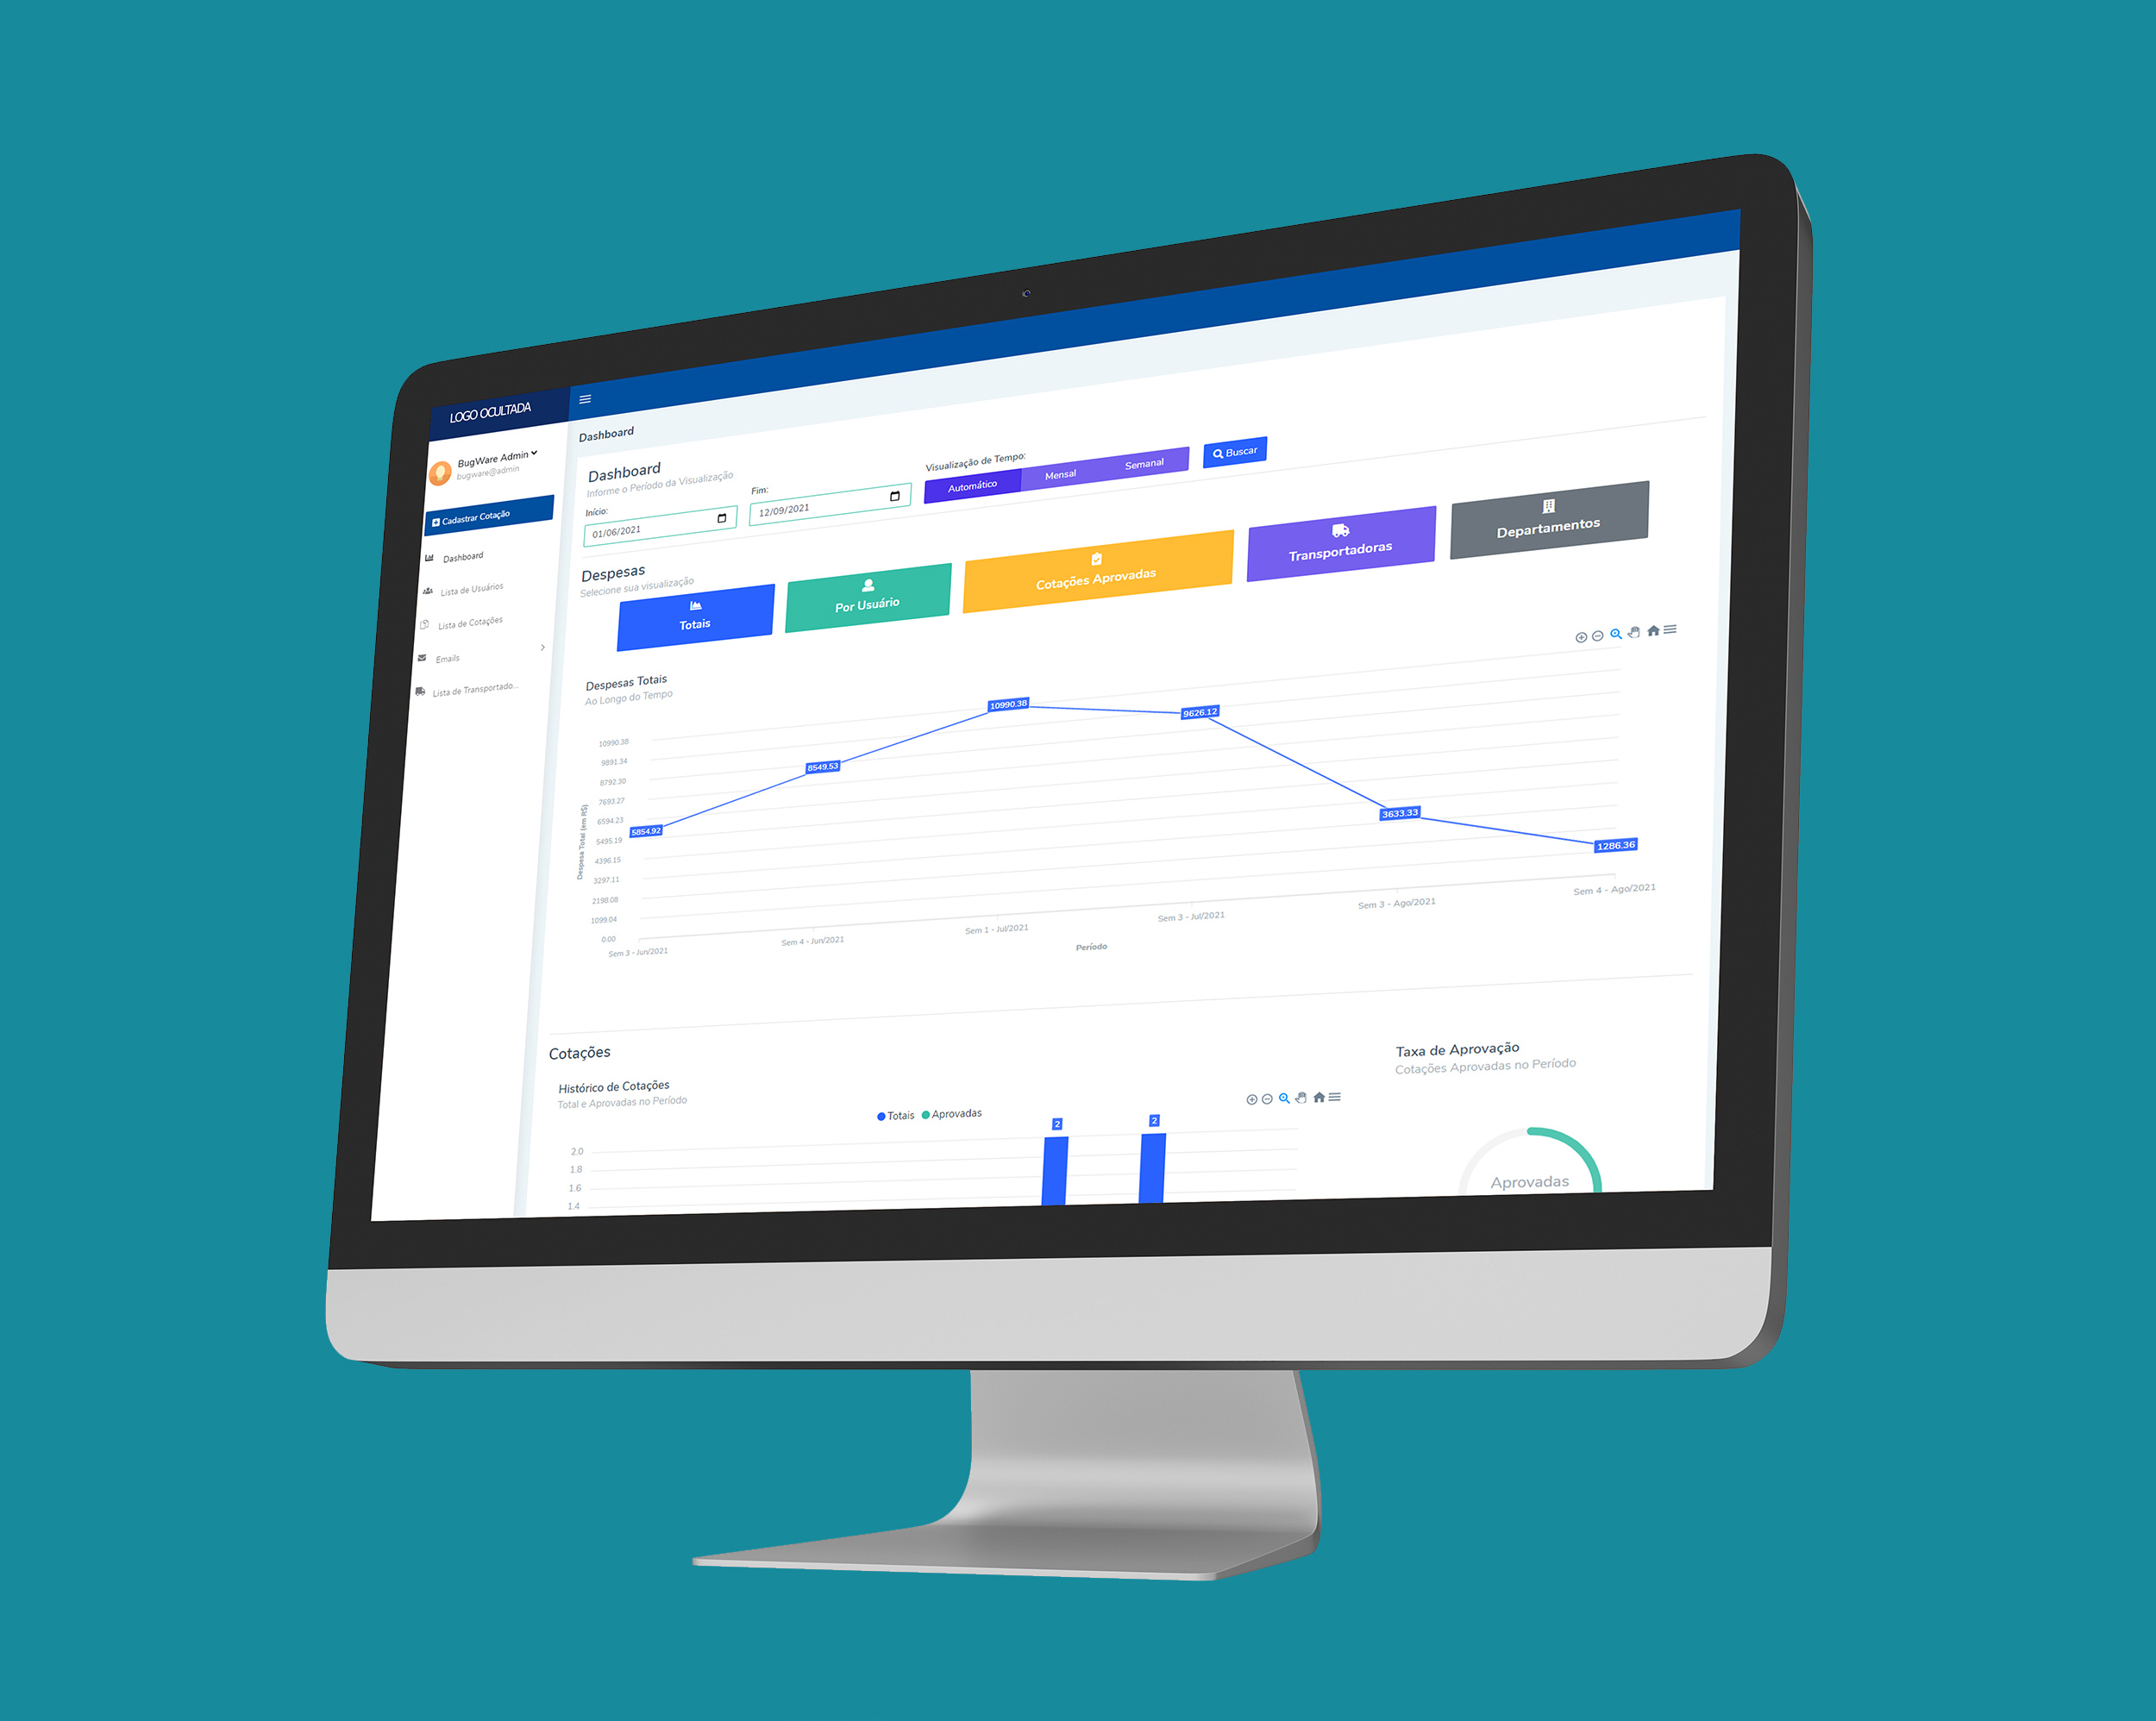 LOGO OCULTADA
BugWare Admin
bugware@admin
Cadastrar Cotação
Dashboard
Lista de Usuários
Lista de Cotações
Emails
Lista de Transportado...
Dashboard
Dashboard
Informe o Período da Visualização
Início:
01/06/2021
Fim:
12/09/2021
Visualização de Tempo:
Automático
Mensal
Semanal
Buscar
Despesas
Selecione sua visualização
Totais
Por Usuário
Cotações Aprovadas
Transportadoras
Departamentos
Despesas Totais
Ao Longo do Tempo
Despesa Total (em R$)
10990.38
9891.34
8792.30
7693.27
6594.23
5495.19
4396.15
3297.11
2198.08
1099.04
0.00
5854.92
8549.53
10990.38
9626.12
3633.33
1286.36
Sem 3 - Jun/2021
Sem 4 - Jun/2021
Sem 1 - Jul/2021
Sem 3 - Jul/2021
Sem 3 - Ago/2021
Sem 4 - Ago/2021
Período
Cotações
Histórico de Cotações
Total e Aprovadas no Período
Totais
Aprovadas
2.0
1.8
1.6
1.4
2
2
Taxa de Aprovação
Cotações Aprovadas no Período
Aprovadas